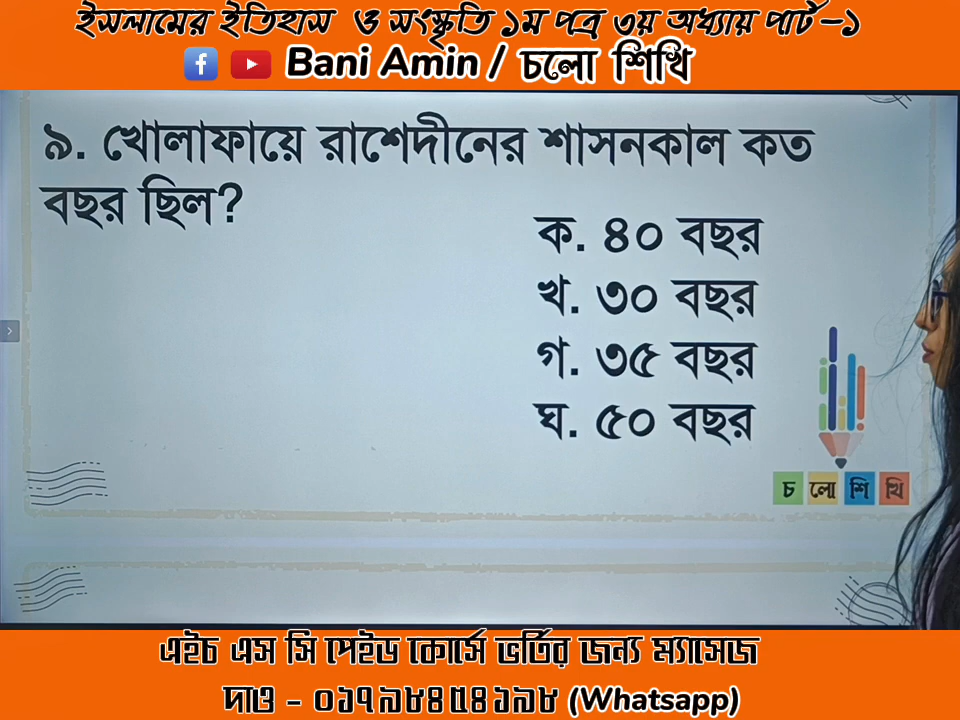 ইসলামের ইতিহাস ও সংস্কৃতি ১ম পত্র ৩য় অধ্যায় পার্ট –১
Bani Amin / চলো শিখি
৯. খোলাফায়ে রাশেদীনের শাসনকাল কত
বছর ছিল?
ক. ৪০ বছর
খ. ৩০ বছর
গ. ৩৫ বছর
ঘ. ৫০ বছর
চ লো শি খি
এইচ এস সি পেইড কোর্সে ভর্তির জন্য ম্যাসেজ
দাও - ০১৭৯৮৪৫৪১৯৮ (Whatsapp)